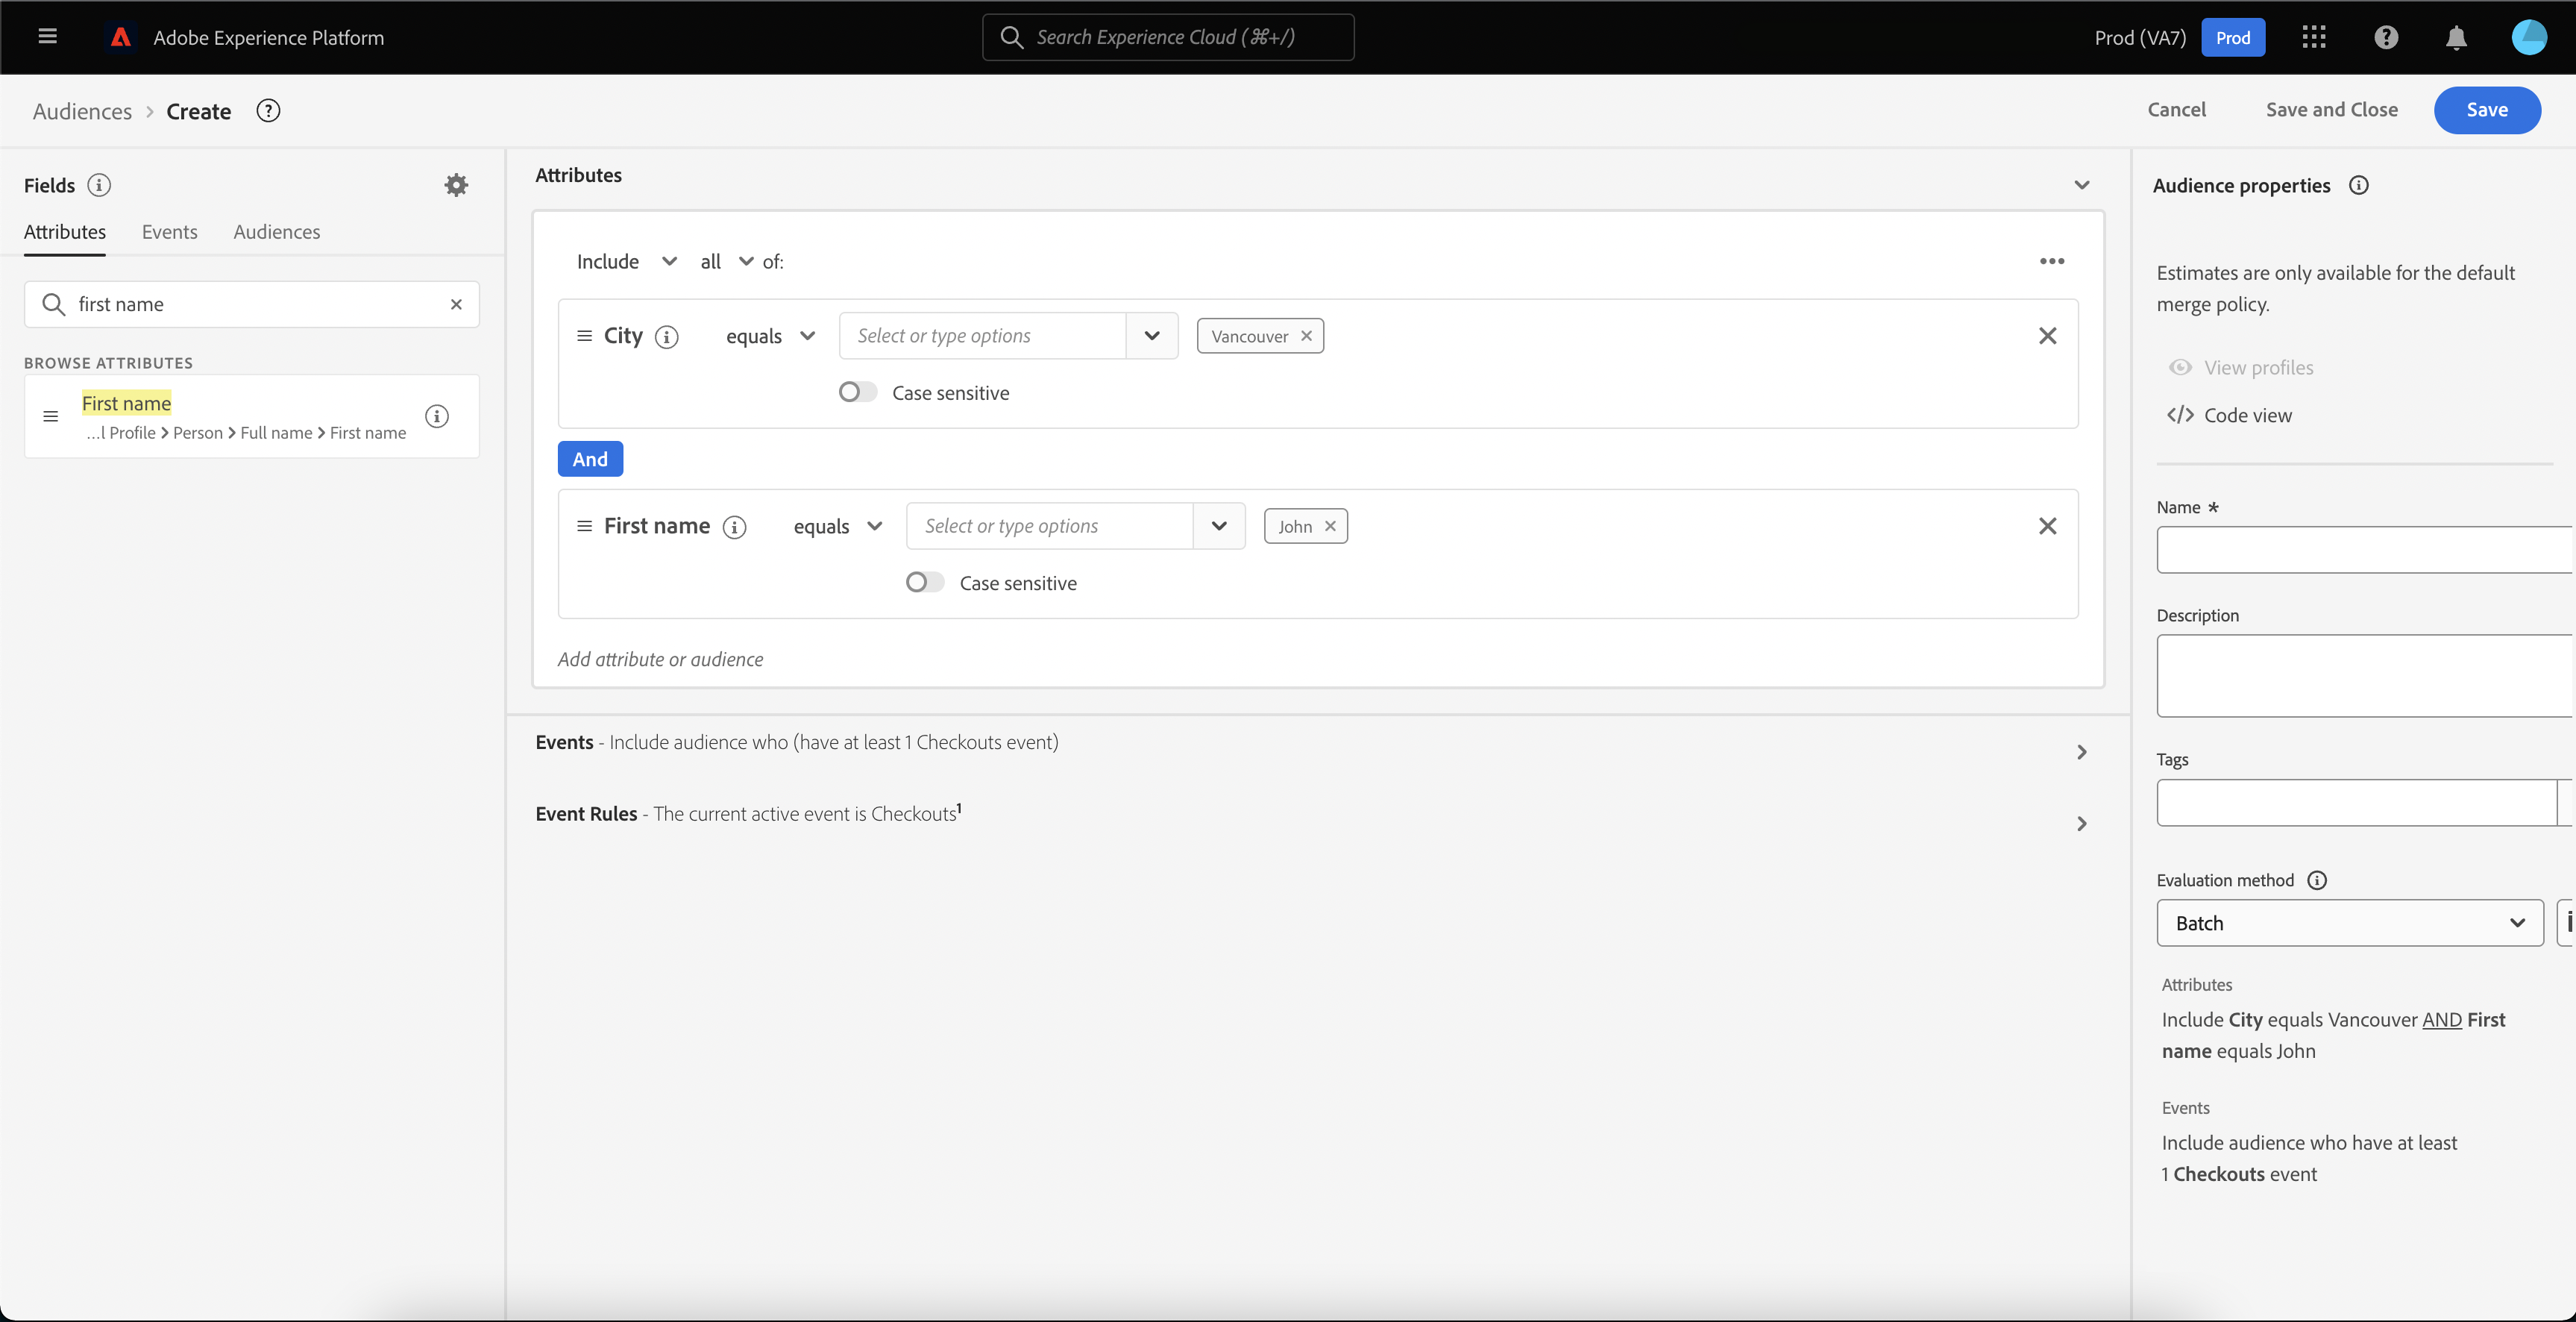 Adobe Experience Platform
Search Experience Cloud (⌘+/)
Prod (VA7)
Prod
Audiences
Create
Cancel
Save and Close
Save
Fields
Attributes
Events
Audiences
first name
BROWSE ATTRIBUTES
First name
...l Profile > Person > Full name > First name
Attributes
Include all of:
City equals Select or type options Vancouver
Case sensitive
And
First name equals Select or type options John
Case sensitive
Add attribute or audience
Events - Include audience who (have at least 1 Checkouts event)
Event Rules - The current active event is Checkouts¹
Audience properties
Estimates are only available for the default
merge policy.
View profiles
</> Code view
Name *
Description
Tags
Evaluation method
Batch
Attributes
Include City equals Vancouver AND First
name equals John
Events
Include audience who have at least
1 Checkouts event